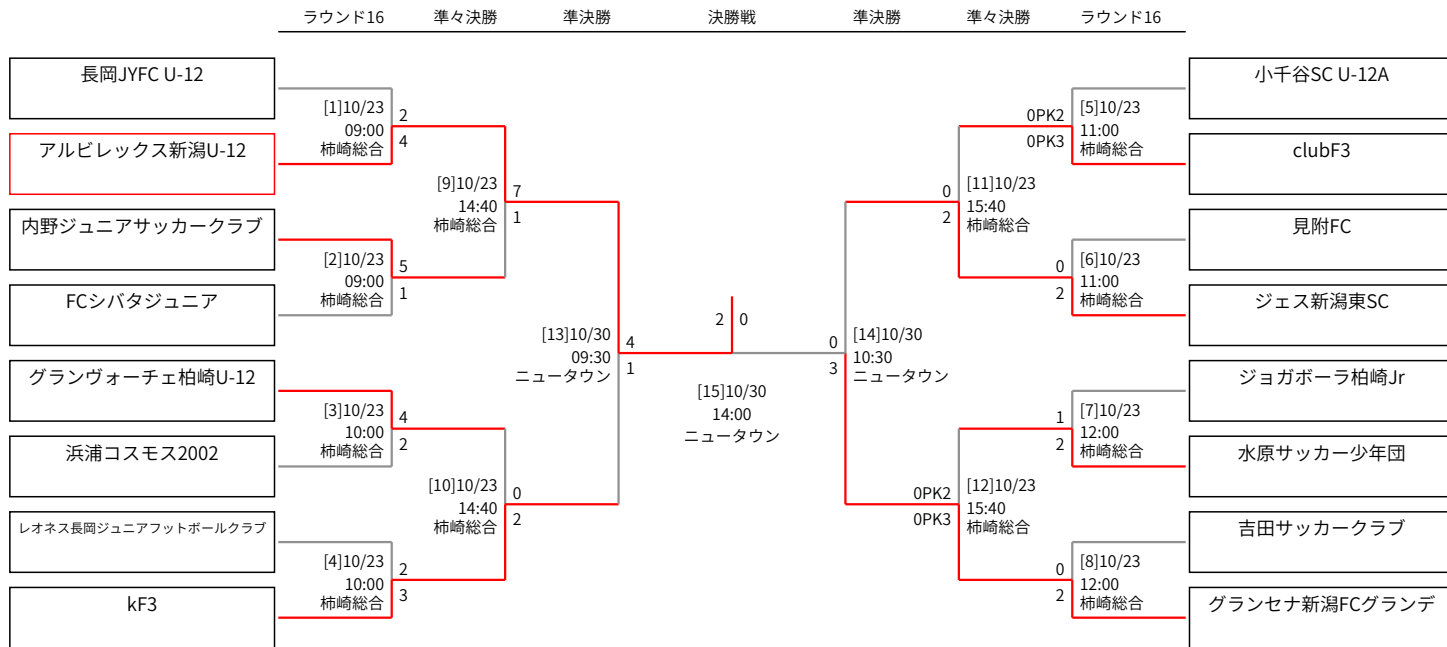 ラウンド16 準々決勝 準決勝 決勝戦 準決勝 準々決勝 ラウンド16
長岡JYFC U-12
アルビレックス新潟U-12
内野ジュニアサッカークラブ
FCシバタジュニア
グランヴォーチェ柏崎U-12
浜浦コスモス2002
レオネス長岡ジュニアフットボールクラブ
kF3
[1]10/23
09:00
柿崎総合
2
4
[2]10/23
09:00
柿崎総合
5
1
[3]10/23
10:00
柿崎総合
4
2
[4]10/23
10:00
柿崎総合
2
3
[9]10/23
14:40
柿崎総合
7
1
[10]10/23
14:40
柿崎総合
0
2
[13]10/30
09:30
ニュータウン
4
1
2 0
[15]10/30
14:00
ニュータウン
0
3
[14]10/30
10:30
ニュータウン
0
2
[11]10/23
15:40
柿崎総合
0PK2
0PK3
[12]10/23
15:40
柿崎総合
0PK2
0PK3
[5]10/23
11:00
柿崎総合
0
2
[6]10/23
11:00
柿崎総合
1
2
[7]10/23
12:00
柿崎総合
0
2
[8]10/23
12:00
柿崎総合
小千谷SC U-12A
clubF3
見附FC
ジェス新潟東SC
ジョガボーラ柏崎Jr
水原サッカー少年団
吉田サッカークラブ
グランセナ新潟FCグランデ